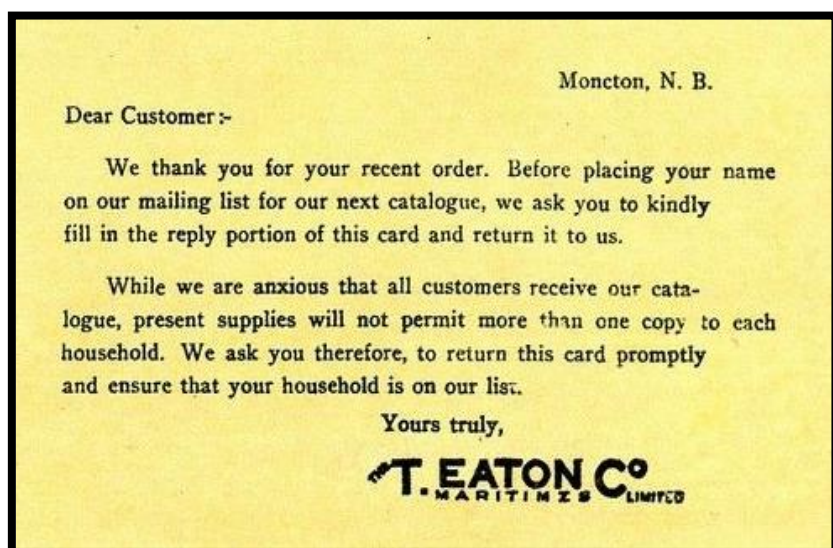 Moncton, N. B.
Dear Customer:-
We thank you for your recent order. Before placing your name
on our mailing list for our next catalogue, we ask you to kindly
fill in the reply portion of this card and return it to us.
While we are anxious that all customers receive our cata-
logue, present supplies will not permit more than one copy to each
household. We ask you therefore, to return this card promptly
and ensure that your household is on our list.
Yours truly,
THE T. EATON Co
MARITIMES LIMITED